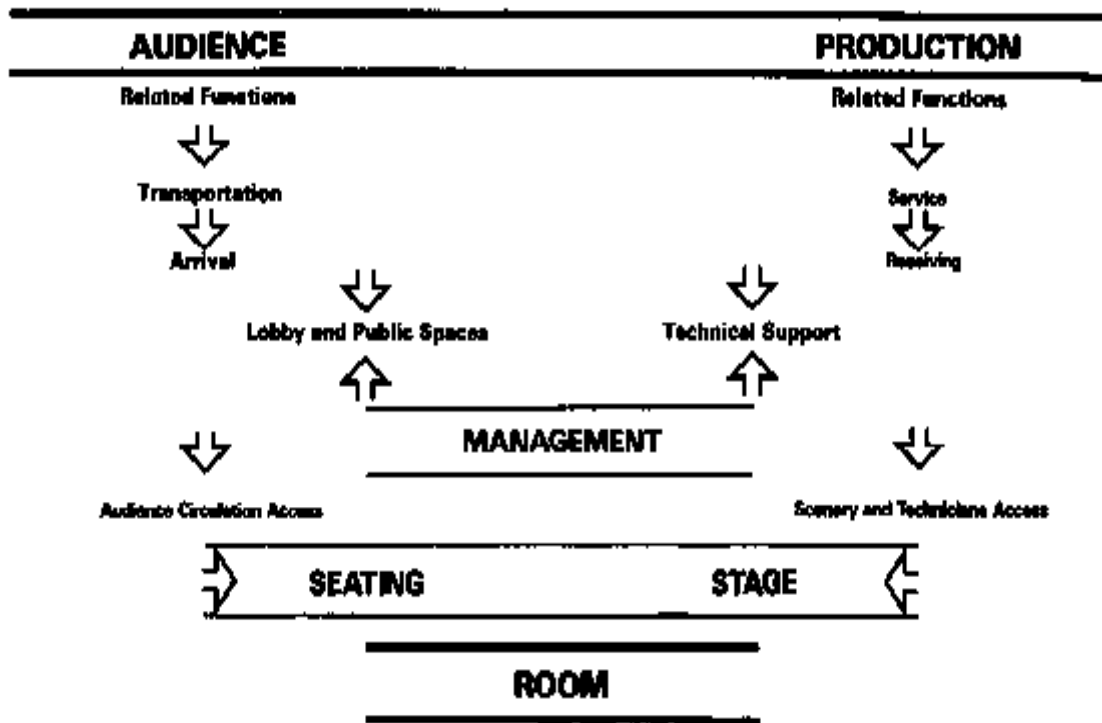 AUDIENCE PRODUCTION
Related Functions Related Functions
Transportation Service
Arrival Receiving
Lobby and Public Spaces Technical Support
MANAGEMENT
Audience Circulation Access Scenery and Technicians Access
SEATING STAGE
ROOM